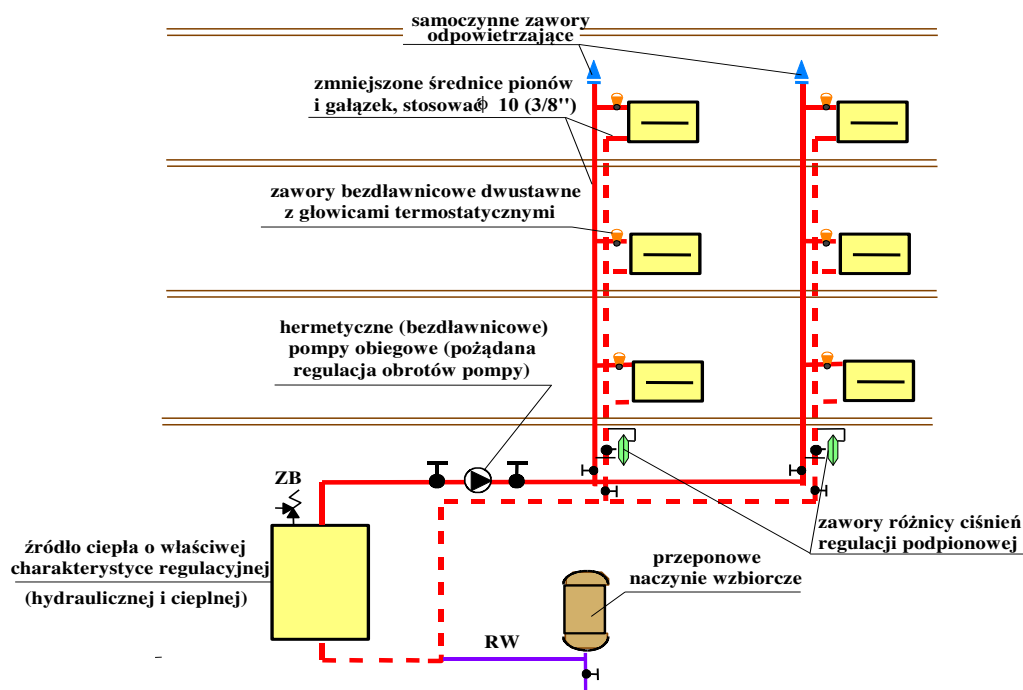 samoczynne zawory
odpowietrzające
zmniejszone średnice pionów
i gałązek, stosować ϕ 10 (3/8'')
zawory bezdławnicowe dwustawne
z głowicami termostatycznymi
hermetyczne (bezdławnicowe)
pompy obiegowe (pożądana
regulacja obrotów pompy)
ZB
źródło ciepła o właściwej
charakterystyce regulacyjnej
(hydraulicznej i cieplnej)
zawory różnicy ciśnień
regulacji podpionowej
przeponowe
naczynie wzbiorcze
RW